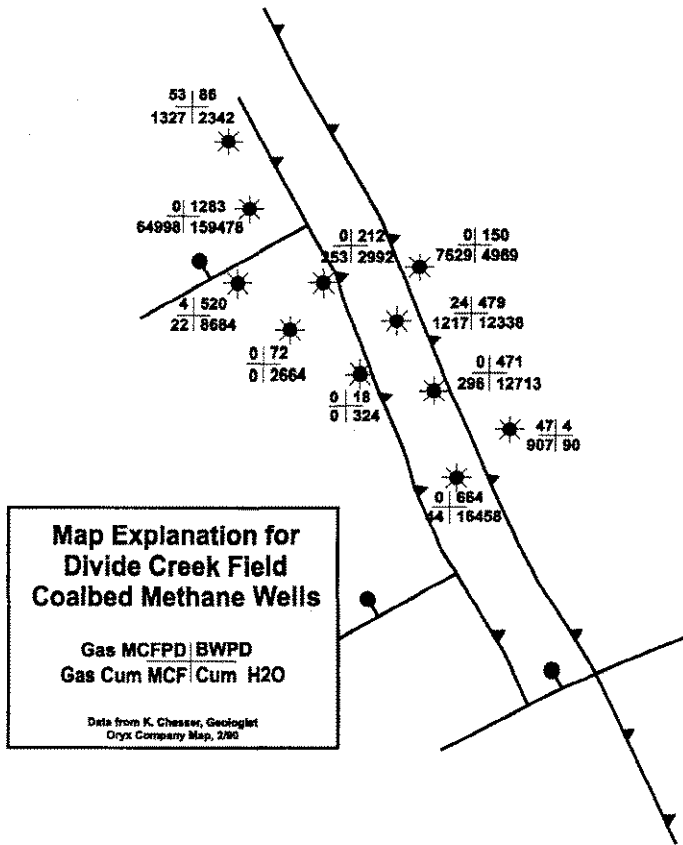 53 | 86
1327 | 2342
0 | 1283
64998 | 159478
0 | 212
253 | 2992
0 | 150
7529 | 4969
4 | 520
22 | 8684
24 | 479
1217 | 12338
0 | 72
0 | 2664
0 | 18
0 | 324
0 | 471
296 | 12713
47 | 4
907 | 90
0 | 664
44 | 16458
Map Explanation for
Divide Creek Field
Coalbed Methane Wells
Gas MCFPD | BWPD
Gas Cum MCF | Cum H2O
Data from K. Chesser, Geologist
Oryx Company Map, 2/90